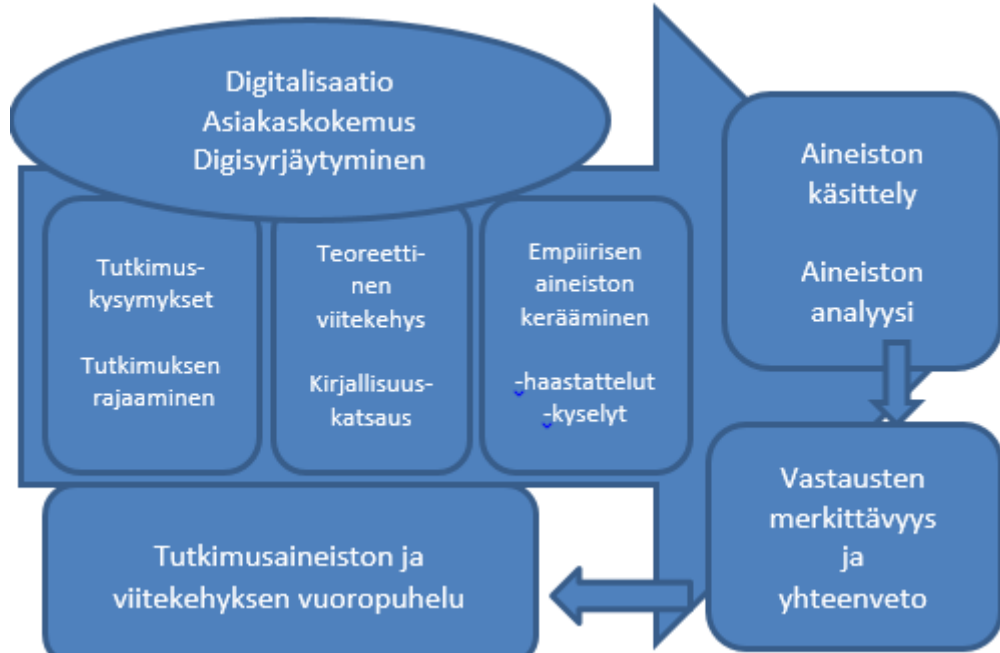 Digitalisaatio
Asiakaskokemus
Digisyrjäytyminen
Tutkimus-
kysymykset
Tutkimuksen
rajaaminen
Teoreetti-
nen
viitekehys
Kirjallisuus-
katsaus
Empiirisen
aineiston
kerääminen
-haastattelut
-kyselyt
Aineiston
käsittely
Aineiston
analyysi
Vastausten
merkittävyys
ja
yhteenveto
Tutkimusaineiston ja
viitekehyksen vuoropuhelu